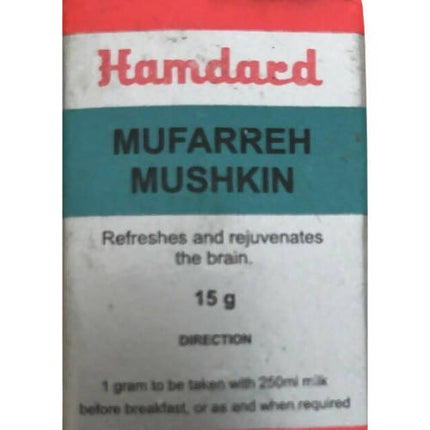 Hamdard
MUFARREH
MUSHKIN
Refreshes and rejuvenates
the brain.
15 g
DIRECTION
1 gram to be taken with 250ml milk
before breakfast, or as and when required